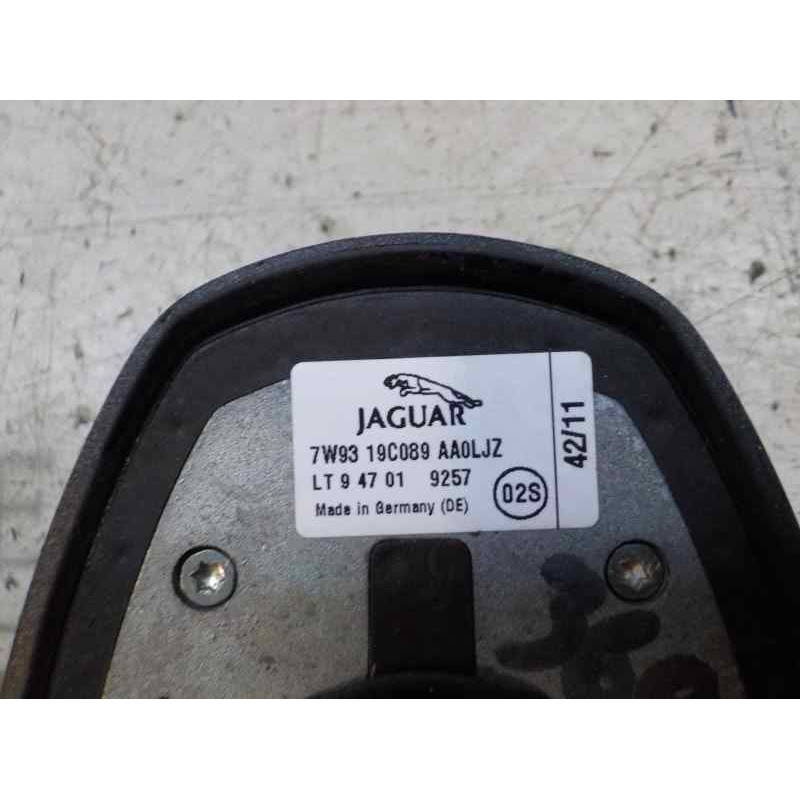 JAGUAR
7W93 19C089 AA0LJZ
LT 9 47 01 9257
02S
Made in Germany (DE)
42/11